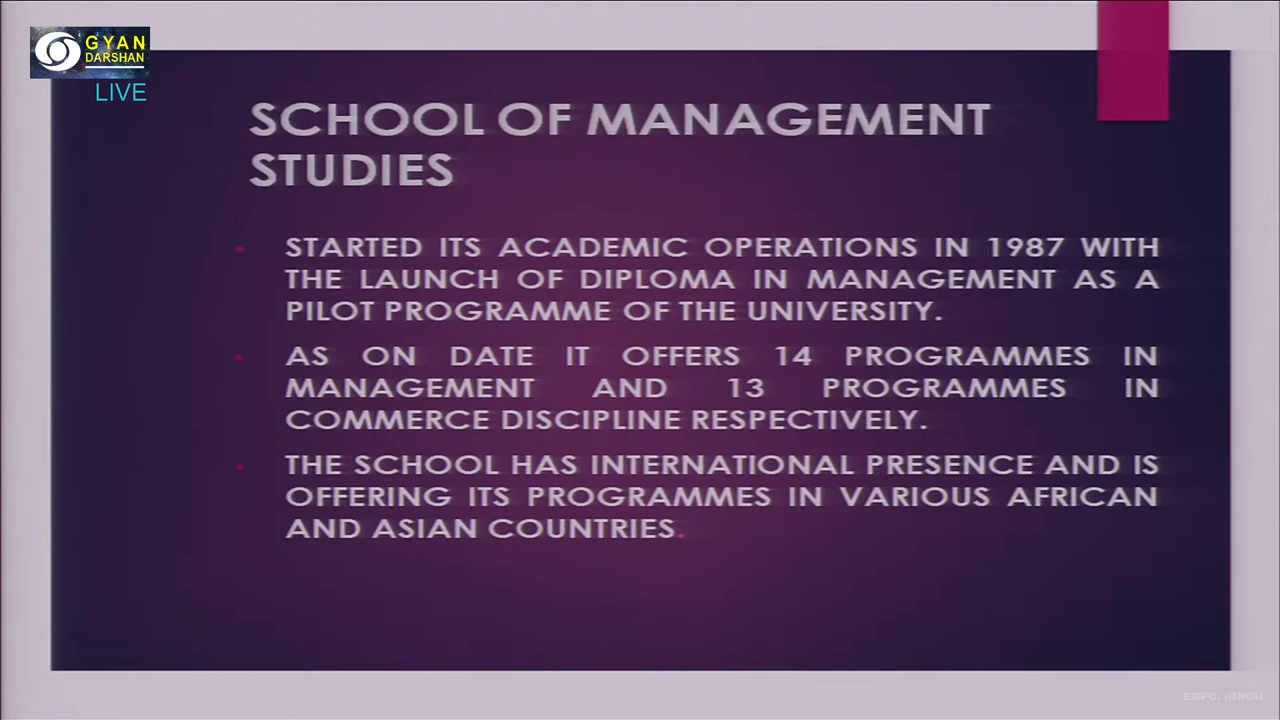 GYAN
DARSHAN
LIVE
SCHOOL OF MANAGEMENT
STUDIES
STARTED ITS ACADEMIC OPERATIONS IN 1987 WITH
THE LAUNCH OF DIPLOMA IN MANAGEMENT AS A
PILOT PROGRAMME OF THE UNIVERSITY.
AS ON DATE IT OFFERS 14 PROGRAMMES IN
MANAGEMENT AND 13 PROGRAMMES IN
COMMERCE DISCIPLINE RESPECTIVELY.
THE SCHOOL HAS INTERNATIONAL PRESENCE AND IS
OFFERING ITS PROGRAMMES IN VARIOUS AFRICAN
AND ASIAN COUNTRIES.
EMPC, IGNOU